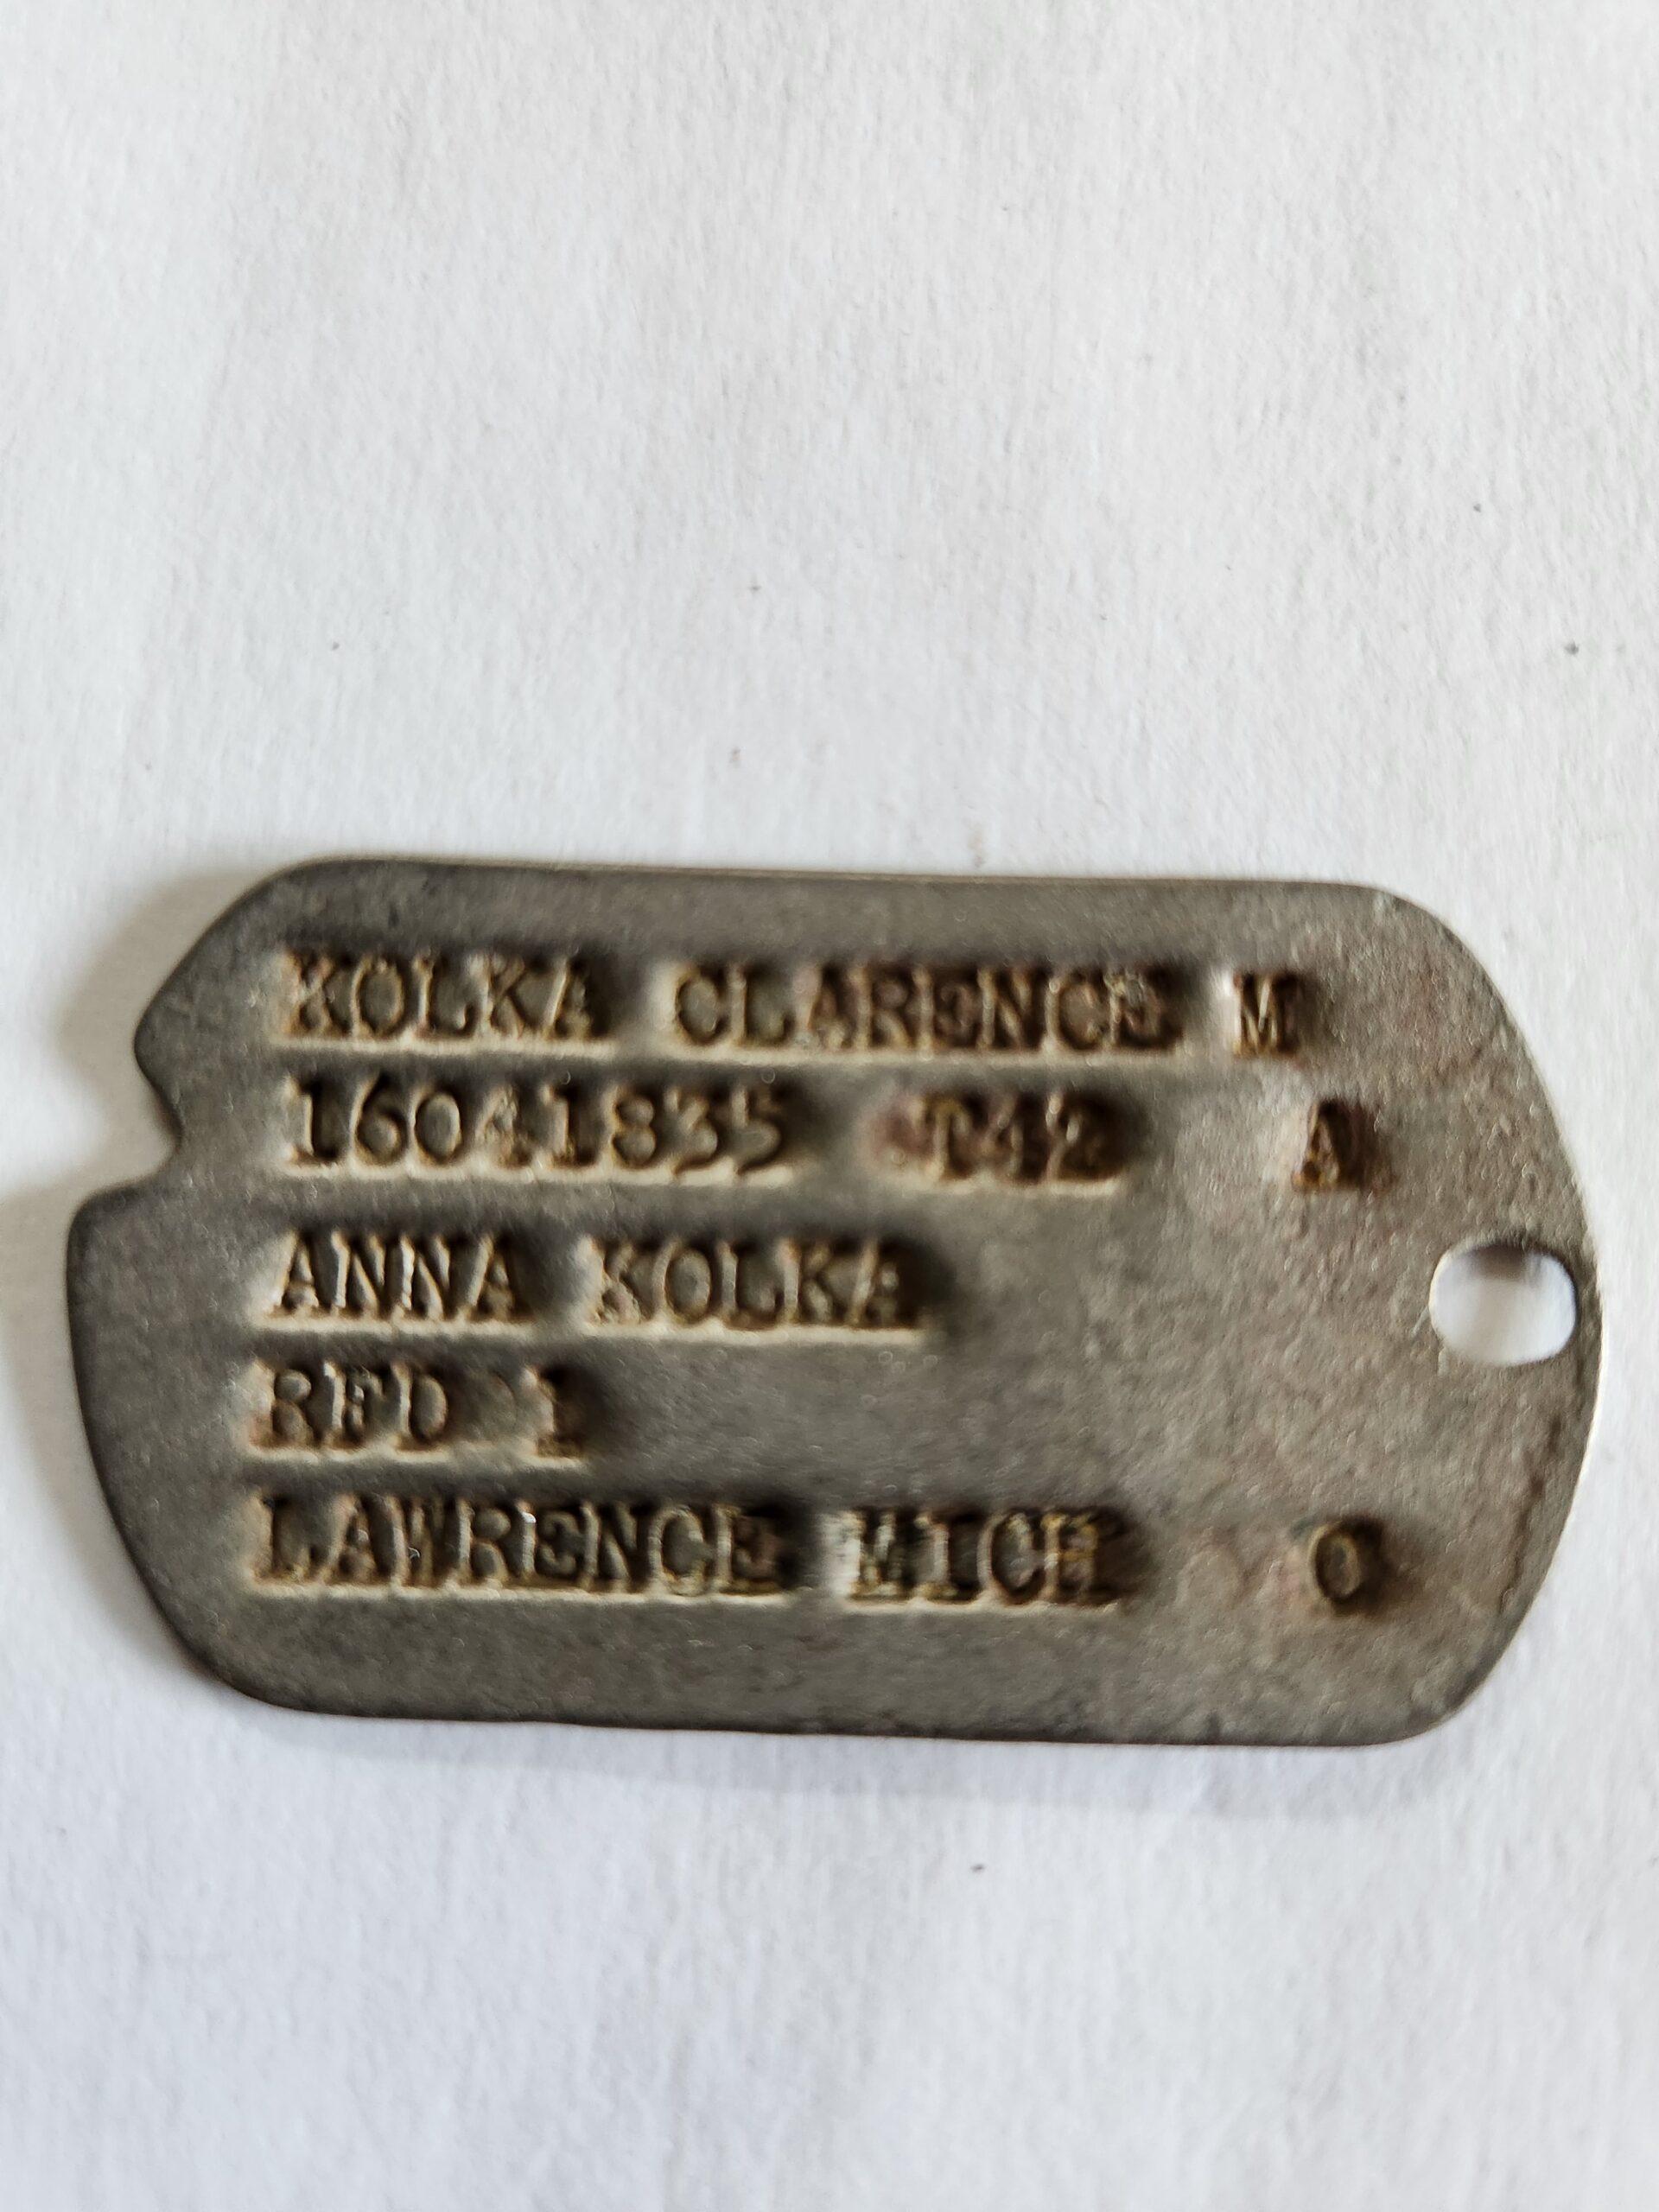 KOLKA CLARENCE M
16041835 T42 A
ANNA KOLKA
RFD 1
LAWRENCE MICH O